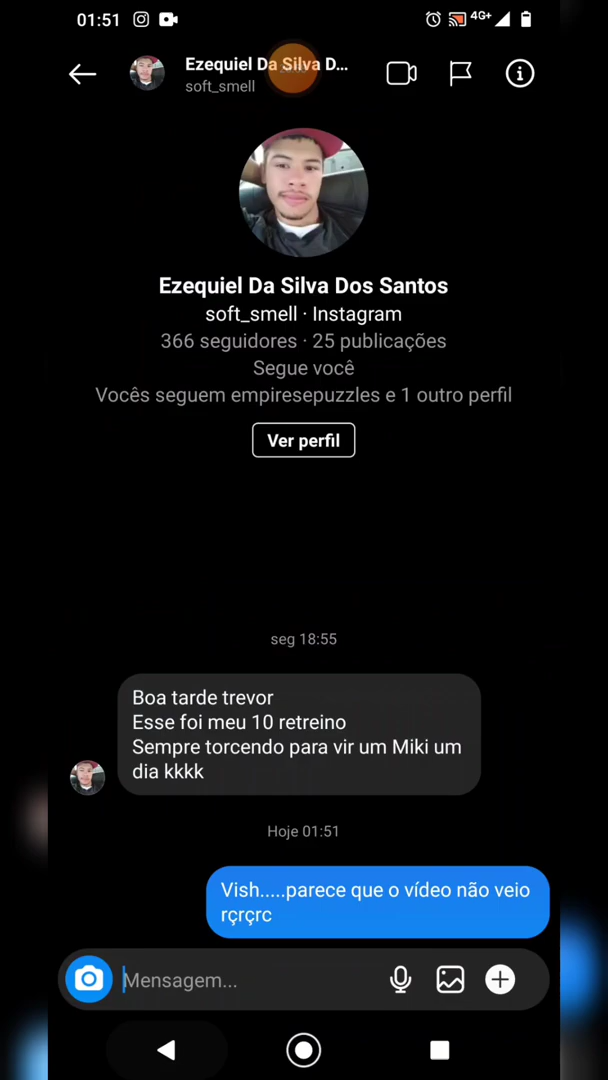 01:51
4G+
Ezequiel Da Silva D...
soft_smell
Ezequiel Da Silva Dos Santos
soft_smell · Instagram
366 seguidores · 25 publicações
Segue você
Vocês seguem empiresepuzzles e 1 outro perfil
Ver perfil
seg 18:55
Boa tarde trevor
Esse foi meu 10 retreino
Sempre torcendo para vir um Miki um
dia kkkk
Hoje 01:51
Vish.....parece que o vídeo não veio
rçrçrc
Mensagem...